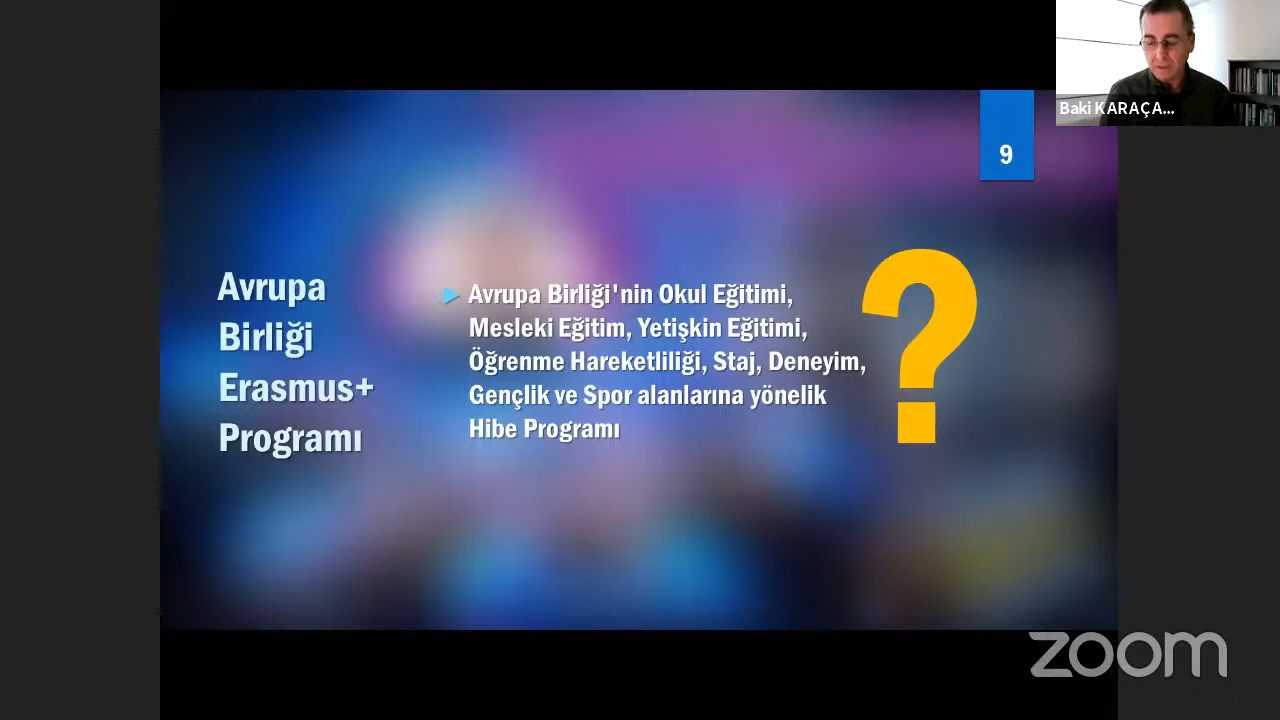 Baki KARAÇA...
9
Avrupa
Birliği
Erasmus+
Programı
Avrupa Birliği'nin Okul Eğitimi,
Mesleki Eğitim, Yetişkin Eğitimi,
Öğrenme Hareketliliği, Staj, Deneyim,
Gençlik ve Spor alanlarına yönelik
Hibe Programı
?
zoom